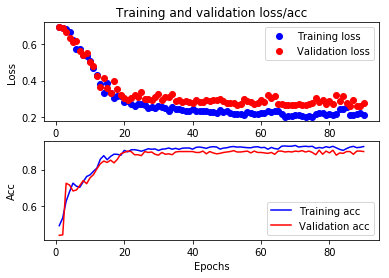 Training and validation loss/acc
Training loss
Validation loss
Loss
0.6
0.4
0.2
0
20
40
60
80
Training acc
Validation acc
Acc
0.8
0.6
0
20
40
60
80
Epochs